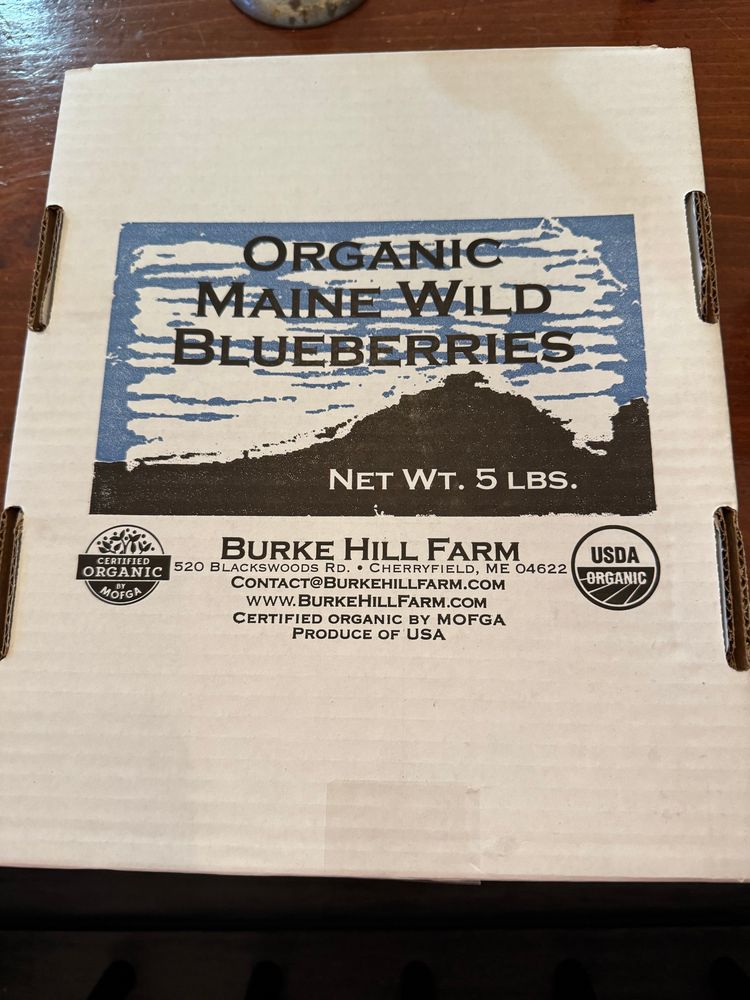 ORGANIC
MAINE WILD
BLUEBERRIES
NET WT. 5 LBS.
CERTIFIED
ORGANIC
BY
MOFGA
BURKE HILL FARM
520 BLACKSWOODS RD. • CHERRYFIELD, ME 04622
CONTACT@BURKEHILLFARM.COM
WWW.BURKEHILLFARM.COM
CERTIFIED ORGANIC BY MOFGA
PRODUCE OF USA
USDA
ORGANIC